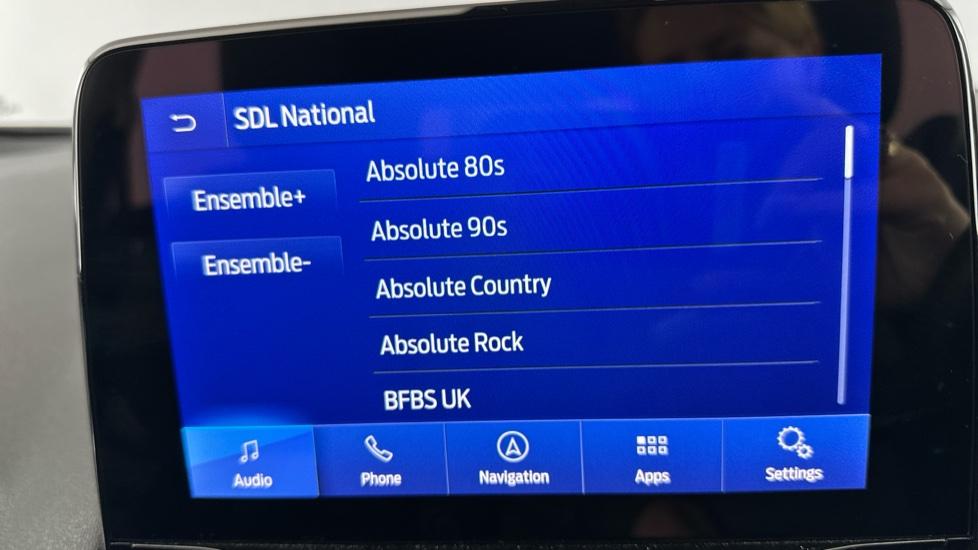 SDL National
Ensemble+
Ensemble-
Absolute 80s
Absolute 90s
Absolute Country
Absolute Rock
BFBS UK
Audio
Phone
Navigation
Apps
Settings